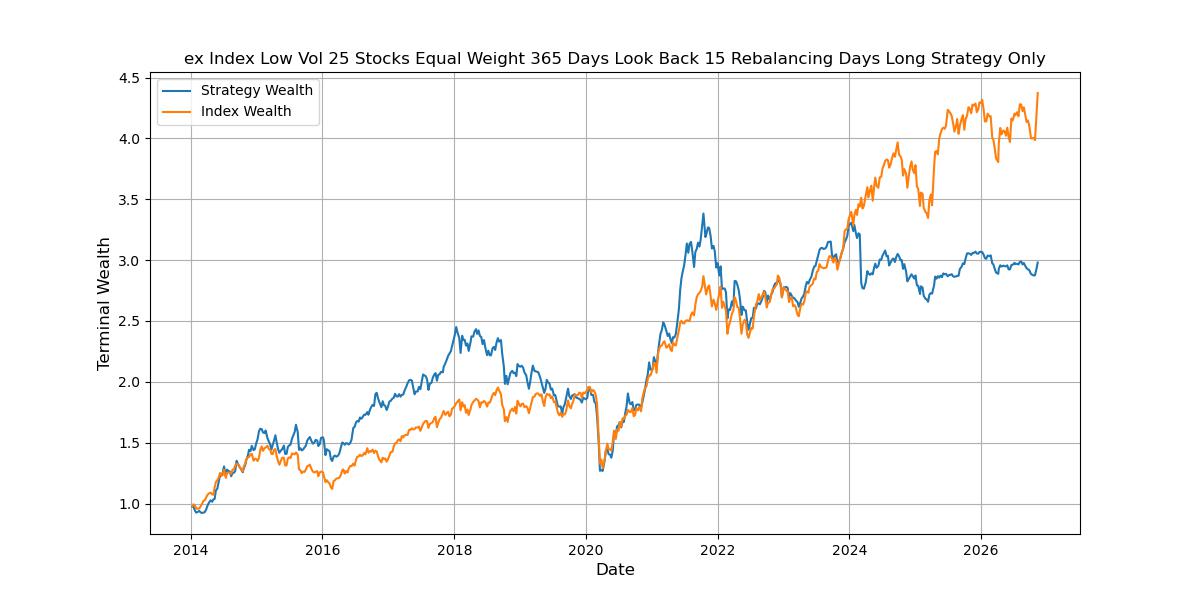 ex Index Low Vol 25 Stocks Equal Weight 365 Days Look Back 15 Rebalancing Days Long Strategy Only
Strategy Wealth
Index Wealth
4.5
4.0
3.5
3.0
2.5
2.0
1.5
1.0
Terminal Wealth
2014 2016 2018 2020 2022 2024 2026
Date